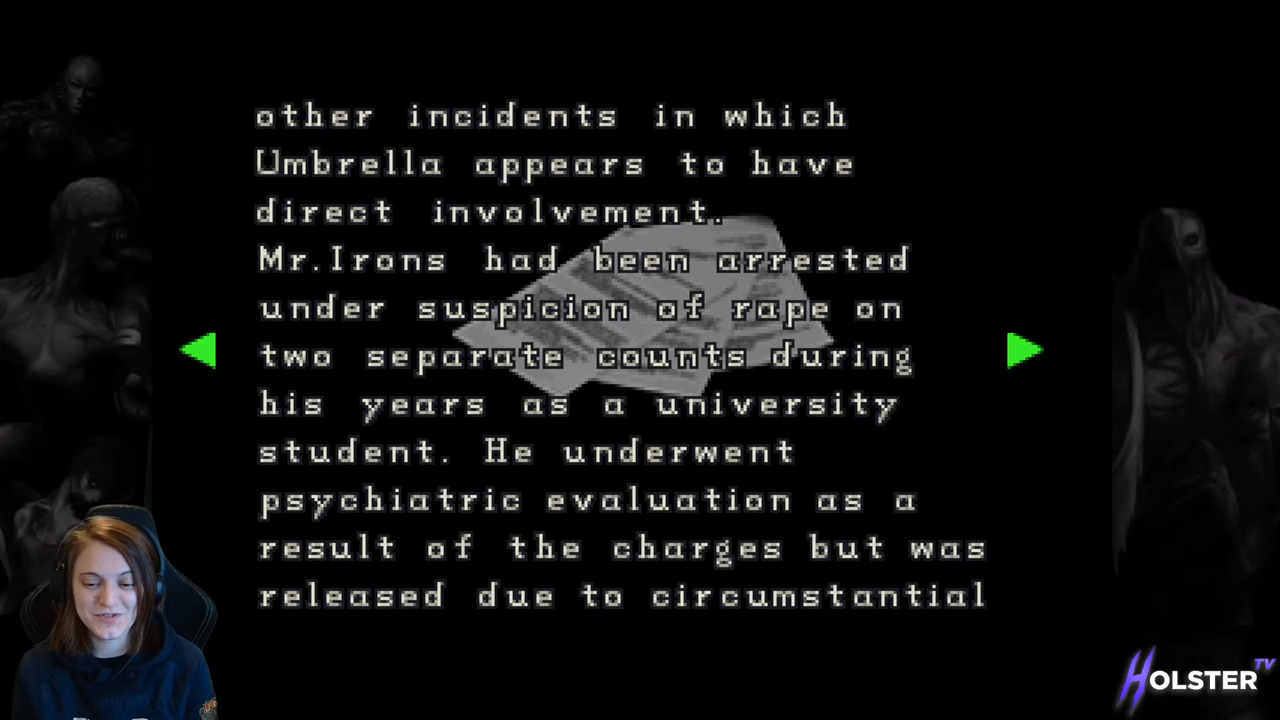 other incidents in which
Umbrella appears to have
direct involvement.
Mr.Irons had been arrested
under suspicion of rape on
two separate counts during
his years as a university
student. He underwent
psychiatric evaluation as a
result of the charges but was
released due to circumstantial
HOLSTER TV